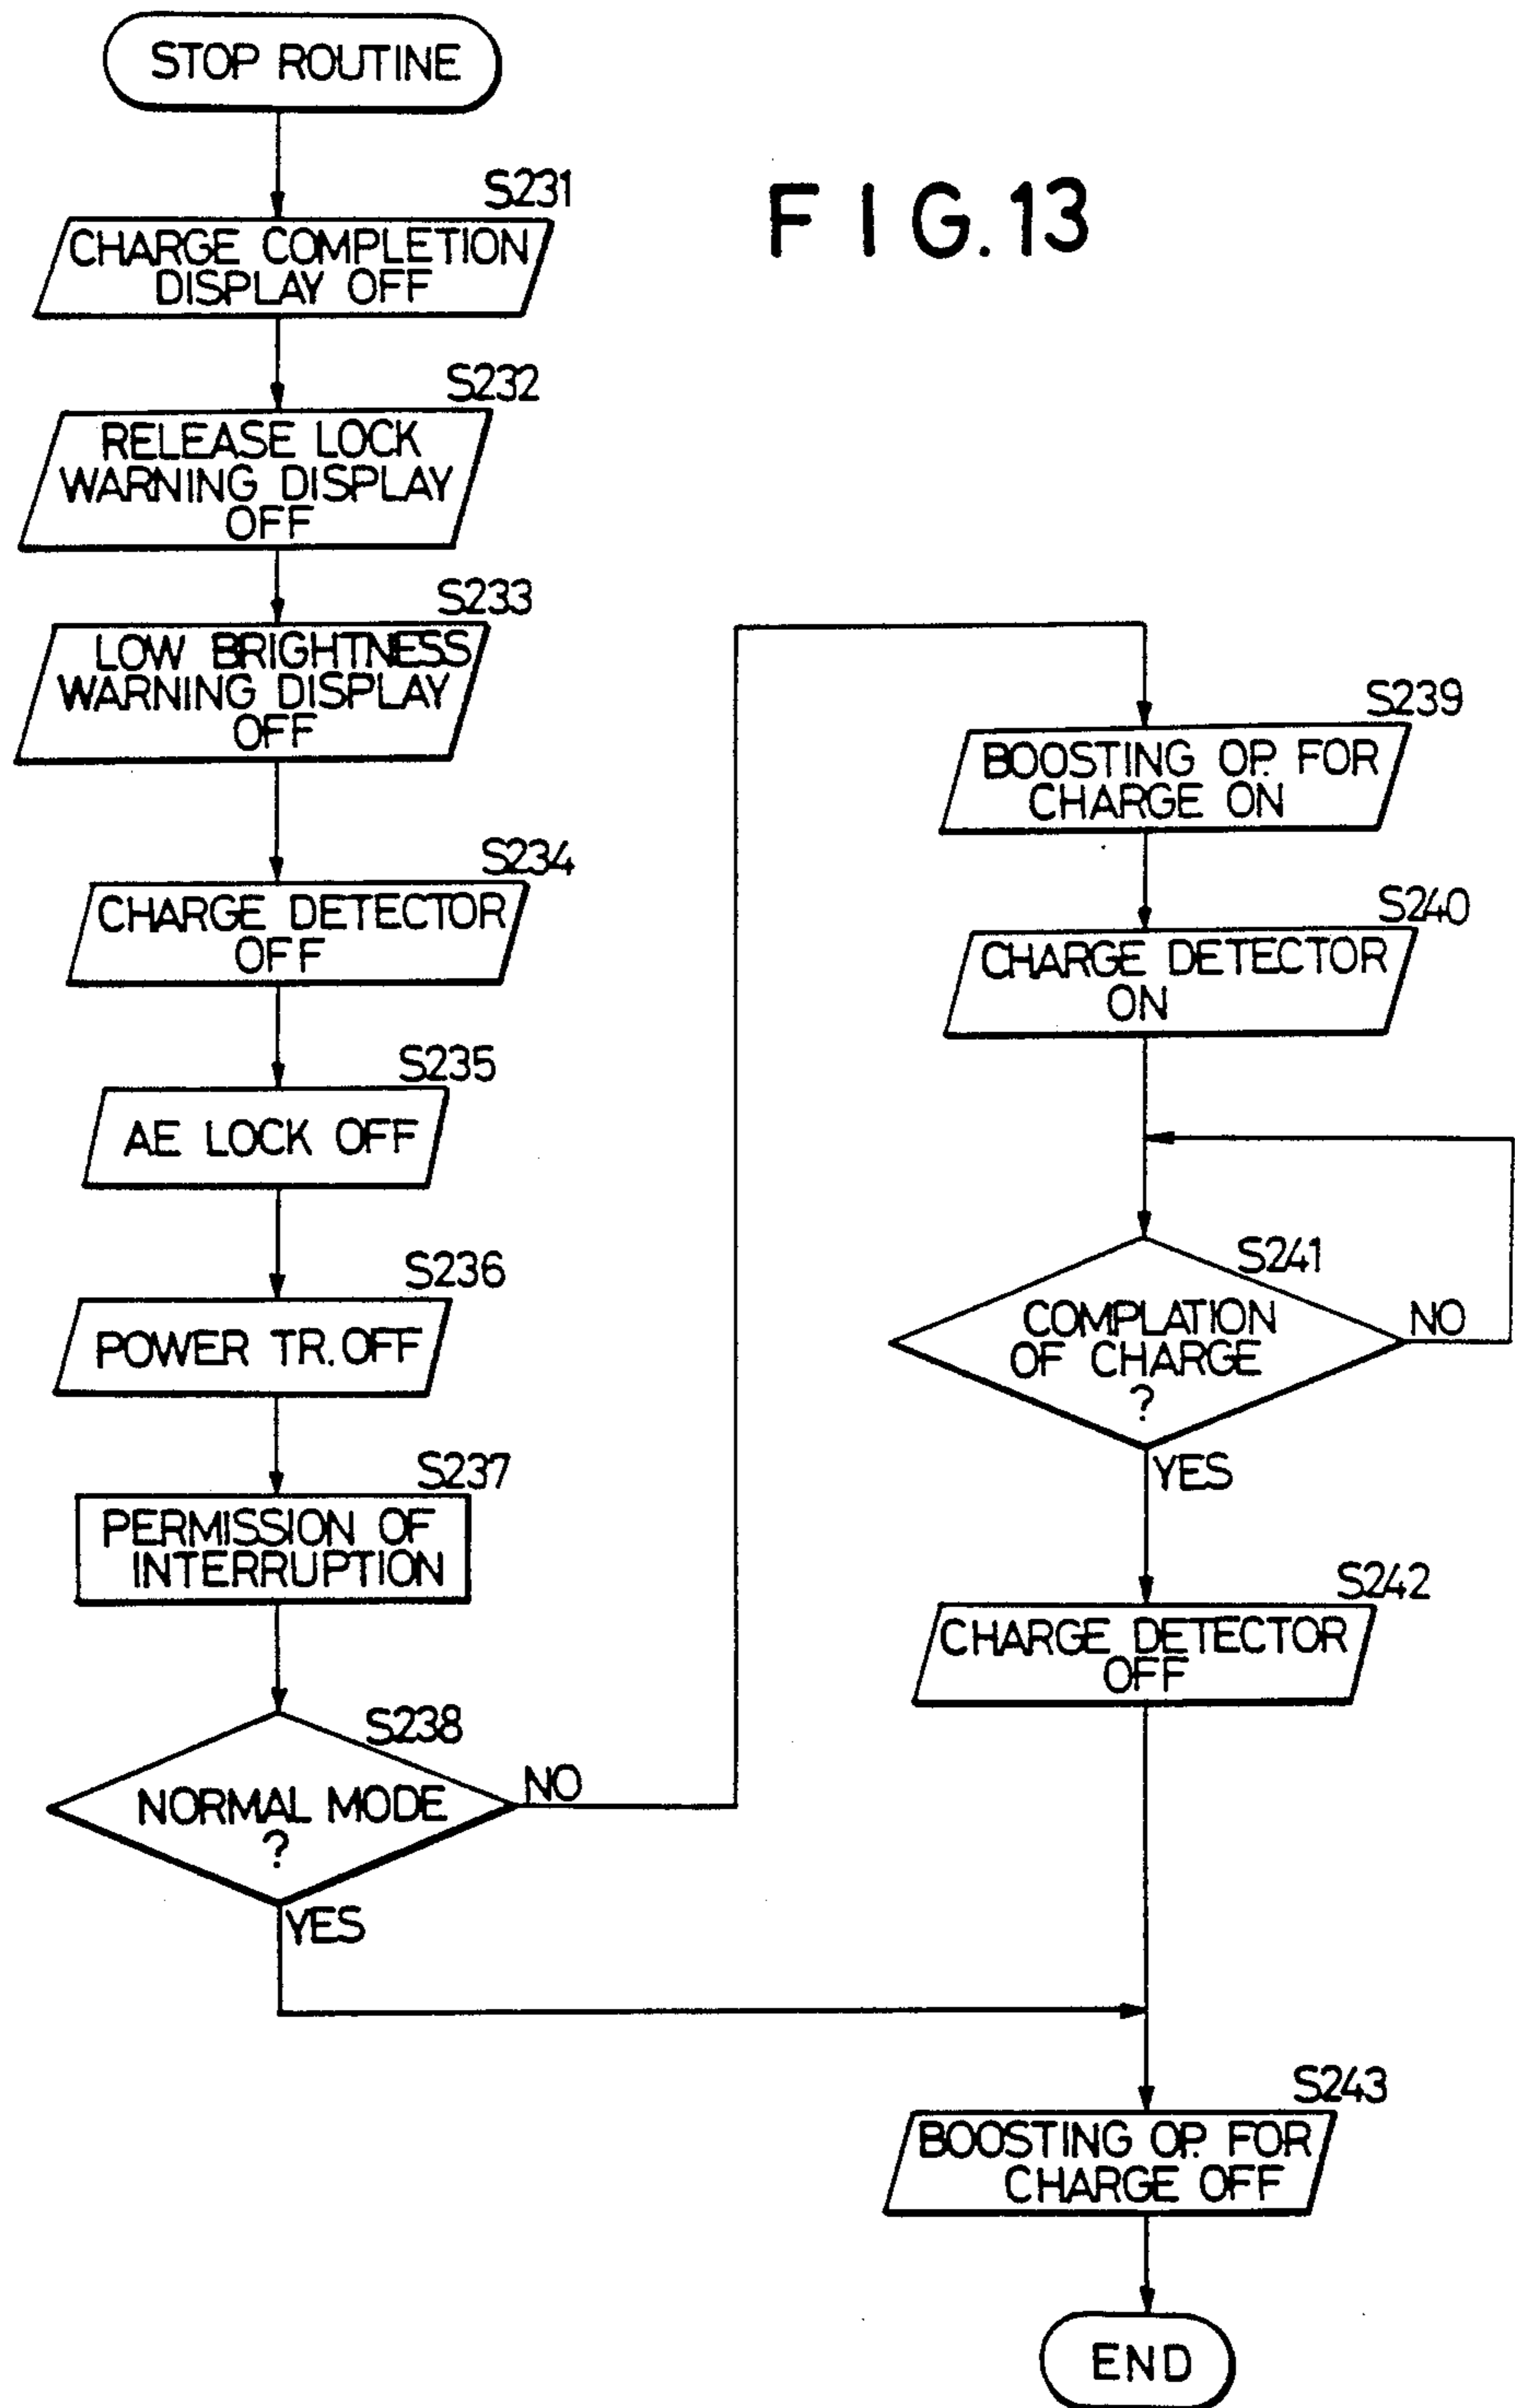 STOP ROUTINE
FIG.13
S231
CHARGE COMPLETION
DISPLAY OFF
S232
RELEASE LOCK
WARNING DISPLAY
OFF
S233
LOW BRIGHTNESS
WARNING DISPLAY
OFF
S234
CHARGE DETECTOR
OFF
S235
AE LOCK OFF
S236
POWER TR. OFF
S237
PERMISSION OF
INTERRUPTION
S238
NORMAL MODE
?
NO
YES
S239
BOOSTING OP. FOR
CHARGE ON
S240
CHARGE DETECTOR
ON
S241
COMPLATION
OF CHARGE
?
NO
YES
S242
CHARGE DETECTOR
OFF
S243
BOOSTING OP. FOR
CHARGE OFF
END